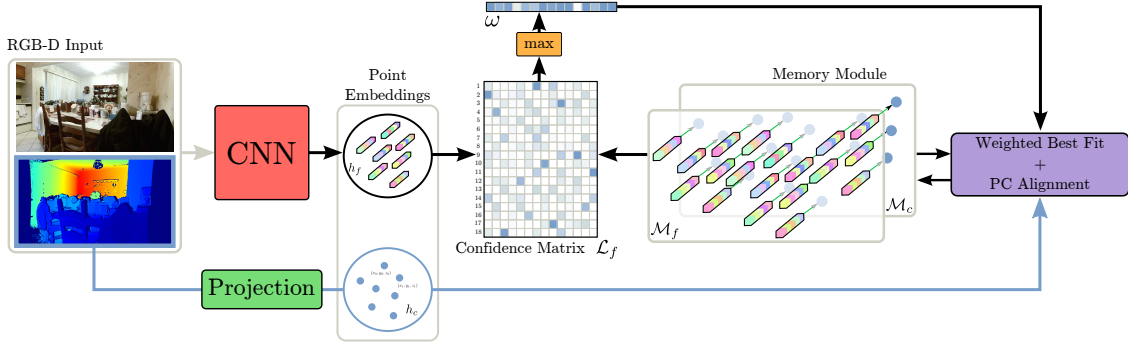 RGB-D Input
CNN
Projection
Point
Embeddings
h_f
h_c
ω
max
1
2
3
4
5
6
7
8
9
10
11
12
13
14
15
16
17
18
Confidence Matrix ℒ_f
Memory Module
ℳ_f
ℳ_c
Weighted Best Fit
+
PC Alignment